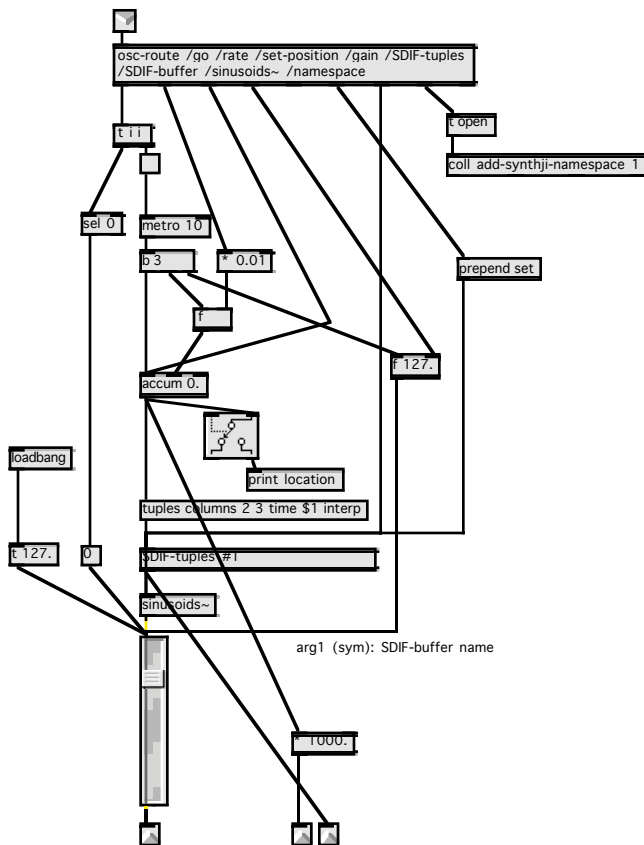 osc-route /go /rate /set-position /gain /SDIF-tuples
/SDIF-buffer /sinusoids~ /namespace
t open
t i i
coll add-synthji-namespace 1
sel 0
metro 10
b 3
* 0.01
prepend set
f
f 127.
accum 0.
loadbang
print location
tuples columns 2 3 time $1 interp
t 127.
0
SDIF-tuples #1
sinusoids~
arg1 (sym): SDIF-buffer name
* 1000.